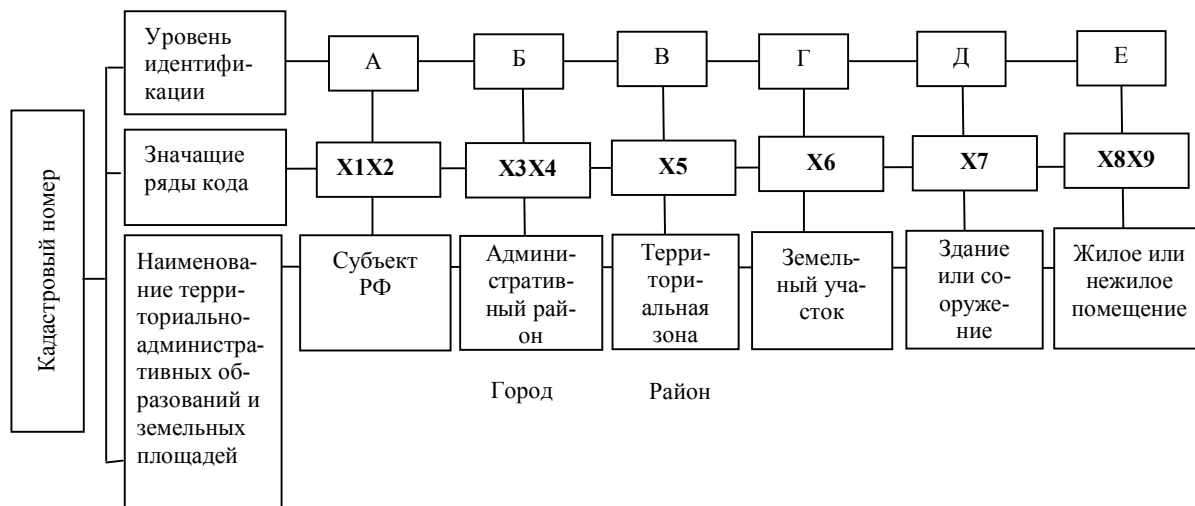 Кадастровый номер
Уровень
идентифи-
кации
А
Б
В
Г
Д
Е
Значащие
ряды кода
X1X2
X3X4
X5
X6
X7
X8X9
Наименова-
ние терри-
ториально-
администра-
тивных об-
разований и
земельных
площадей
Субъект
РФ
Админи-
стратив-
ный рай-
он
Терри-
тори-
альная
зона
Земель-
ный уча-
сток
Здание
или со-
оруже-
ние
Жилое или
нежилое
помещение
Город
Район